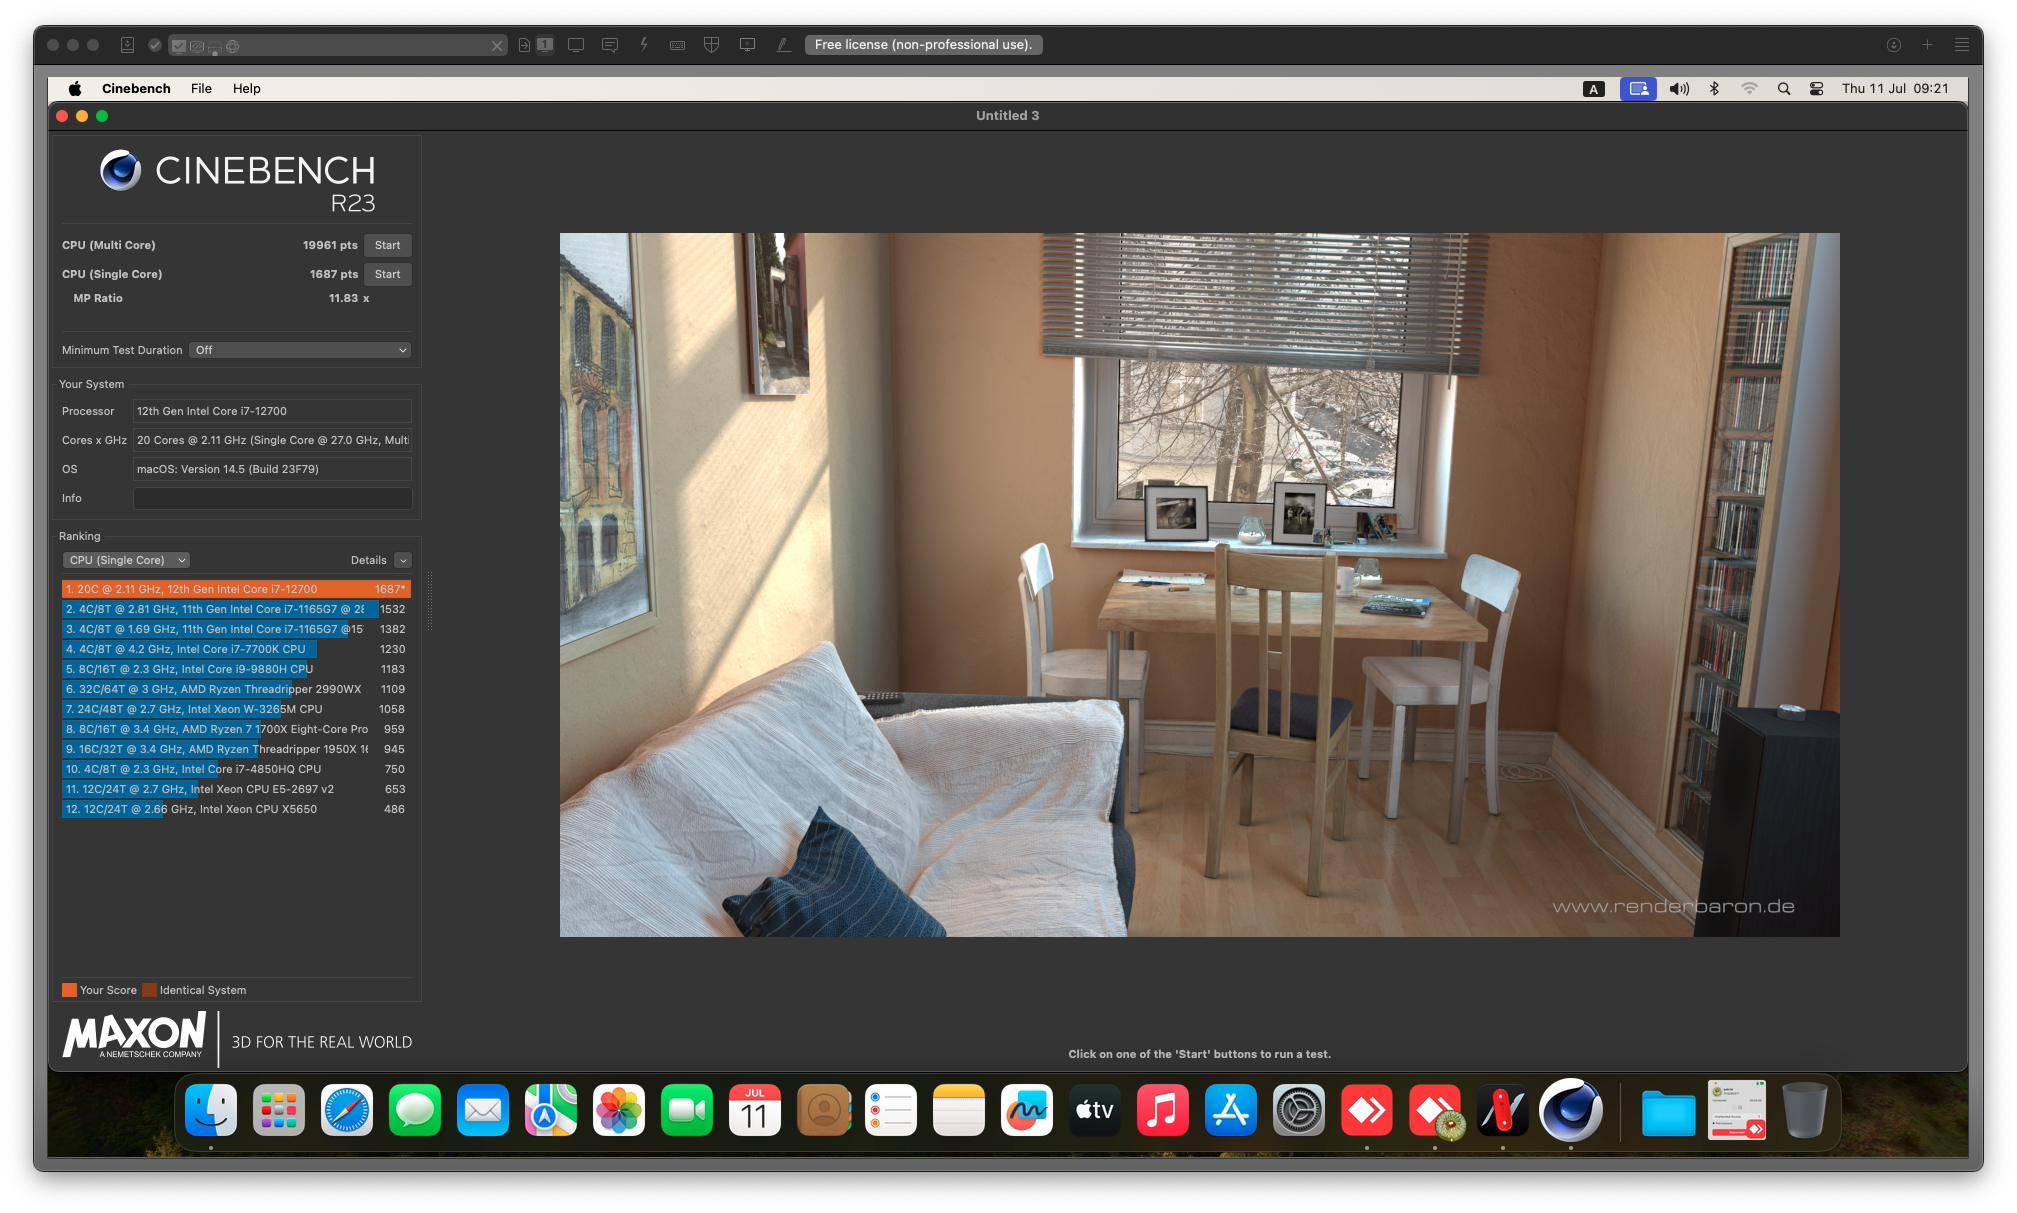 Free license (non-professional use).
Cinebench File Help
A
Thu 11 Jul 09:21
Untitled 3
CINEBENCH
R23
CPU (Multi Core) 19961 pts Start
CPU (Single Core) 1687 pts Start
MP Ratio 11.83 x
Minimum Test Duration Off
Your System
Processor 12th Gen Intel Core i7-12700
Cores x GHz 20 Cores @ 2.11 GHz (Single Core @ 27.0 GHz, Multi
OS macOS: Version 14.5 (Build 23F79)
Info
Ranking
CPU (Single Core) Details
1. 20C @ 2.11 GHz, 12th Gen Intel Core i7-12700 1687*
2. 4C/8T @ 2.81 GHz, 11th Gen Intel Core i7-1165G7 @ 28 1532
3. 4C/8T @ 1.69 GHz, 11th Gen Intel Core i7-1165G7 @15 1382
4. 4C/8T @ 4.2 GHz, Intel Core i7-7700K CPU 1230
5. 8C/16T @ 2.3 GHz, Intel Core i9-9880H CPU 1183
6. 32C/64T @ 3 GHz, AMD Ryzen Threadripper 2990WX 1109
7. 24C/48T @ 2.7 GHz, Intel Xeon W-3265M CPU 1058
8. 8C/16T @ 3.4 GHz, AMD Ryzen 7 1700X Eight-Core Pro 959
9. 16C/32T @ 3.4 GHz, AMD Ryzen Threadripper 1950X 16 945
10. 4C/8T @ 2.3 GHz, Intel Core i7-4850HQ CPU 750
11. 12C/24T @ 2.7 GHz, Intel Xeon CPU E5-2697 v2 653
12. 12C/24T @ 2.66 GHz, Intel Xeon CPU X5650 486
Your Score Identical System
MAXON
A NEMETSCHEK COMPANY
3D FOR THE REAL WORLD
www.renderbaron.de
Click on one of the 'Start' buttons to run a test.
JUL
11
tv